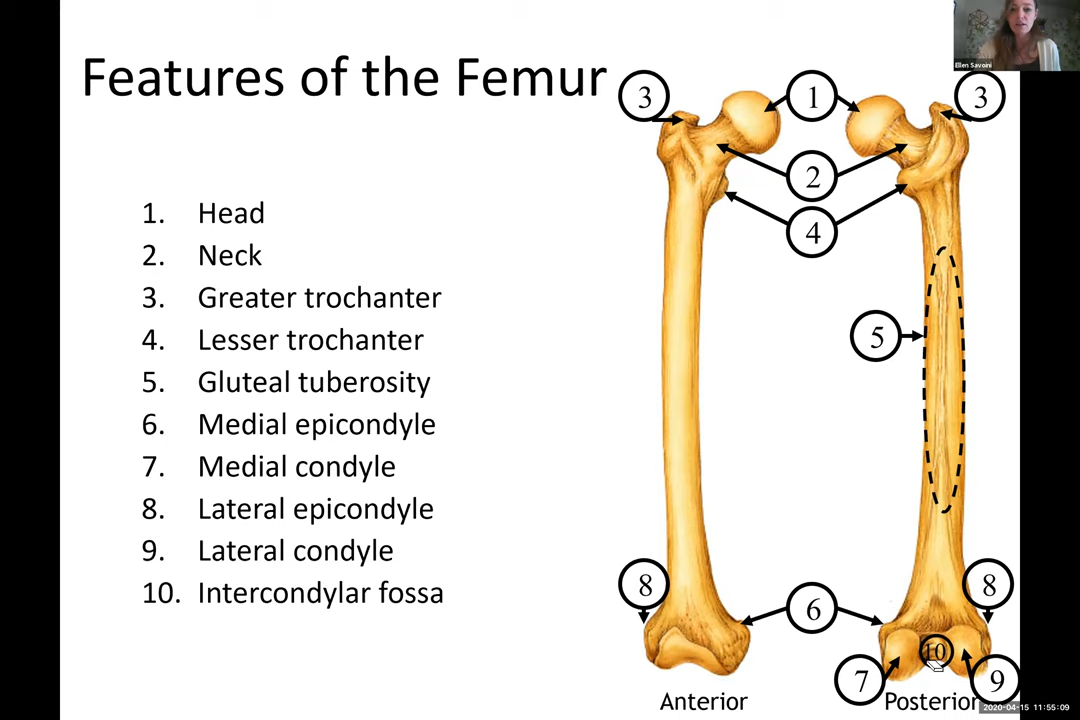 Ellen Savoini
Features of the Femur
3
1
3
2
4
1. Head
2. Neck
3. Greater trochanter
4. Lesser trochanter
5. Gluteal tuberosity
6. Medial epicondyle
7. Medial condyle
8. Lateral epicondyle
9. Lateral condyle
10. Intercondylar fossa
5
8
6
8
10
7
9
Anterior
Posterior
2020-04-15 11:55:09